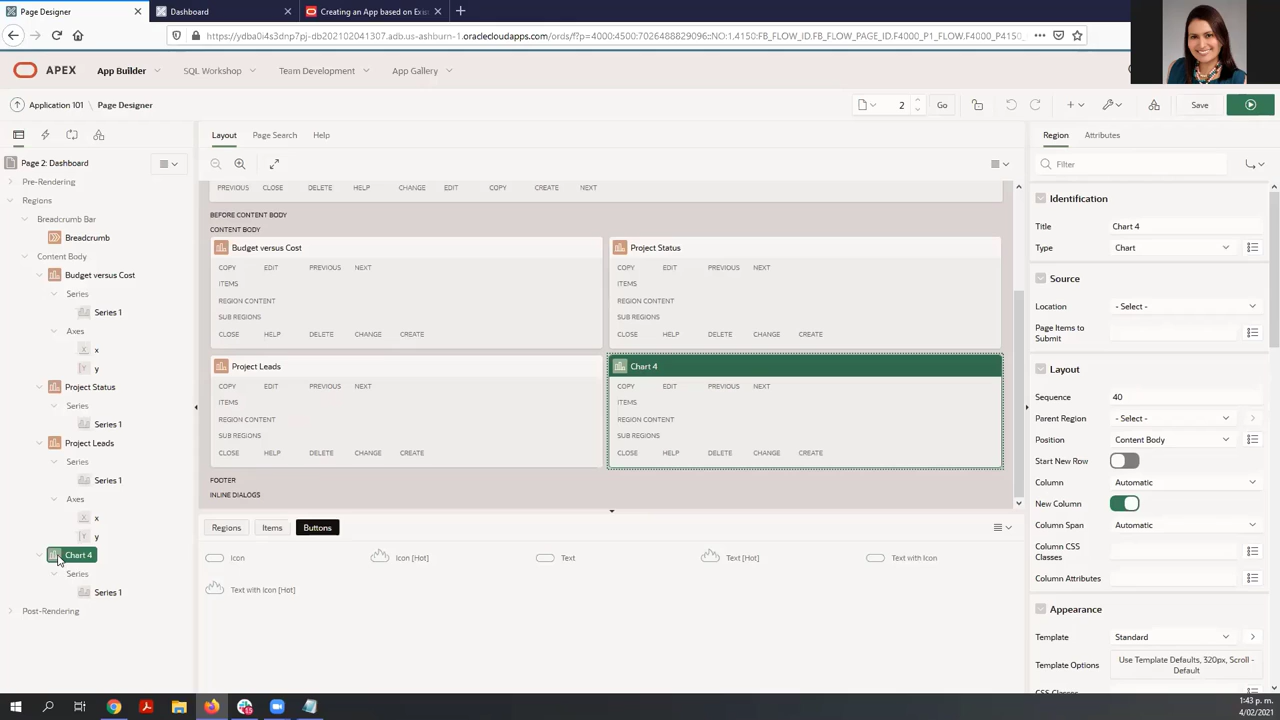 Page Designer
Dashboard
Creating an App based on Exis
https://ydba0i4s3dnp7pj-db202102041307.adb.us-ashburn-1.oraclecloudapps.com/ords/f?p=4000:4500:7026488829096::NO:1,4150:FB_FLOW_ID.FB_FLOW_PAGE_ID.F4000_P1_FLOW.F4000_P4150_
APEX App Builder SQL Workshop Team Development App Gallery
Application 101 \ Page Designer 2 Go Save
Layout Page Search Help
Region Attributes
Page 2: Dashboard
Pre-Rendering
Regions
Breadcrumb Bar
Breadcrumb
Content Body
Budget versus Cost
Series
Series 1
Axes
x
y
Project Status
Series
Series 1
Project Leads
Series
Series 1
Axes
x
y
Chart 4
Series
Series 1
Post-Rendering
PREVIOUS CLOSE DELETE HELP CHANGE EDIT COPY CREATE NEXT
BEFORE CONTENT BODY
CONTENT BODY
Budget versus Cost
COPY EDIT PREVIOUS NEXT
ITEMS
REGION CONTENT
SUB REGIONS
CLOSE HELP DELETE CHANGE CREATE
Project Status
COPY EDIT PREVIOUS NEXT
ITEMS
REGION CONTENT
SUB REGIONS
CLOSE HELP DELETE CHANGE CREATE
Project Leads
COPY EDIT PREVIOUS NEXT
ITEMS
REGION CONTENT
SUB REGIONS
CLOSE HELP DELETE CHANGE CREATE
Chart 4
COPY EDIT PREVIOUS NEXT
ITEMS
REGION CONTENT
SUB REGIONS
CLOSE HELP DELETE CHANGE CREATE
FOOTER
INLINE DIALOGS
Regions Items Buttons
Icon Icon [Hot] Text Text [Hot] Text with Icon
Text with Icon [Hot]
Filter
Identification
Title Chart 4
Type Chart
Source
Location - Select -
Page Items to
Submit
Layout
Sequence 40
Parent Region - Select -
Position Content Body
Start New Row
Column Automatic
New Column
Column Span Automatic
Column CSS
Classes
Column Attributes
Appearance
Template Standard
Template Options Use Template Defaults, 320px, Scroll -
Default
CSS Classes
1:43 p. m.
4/02/2021